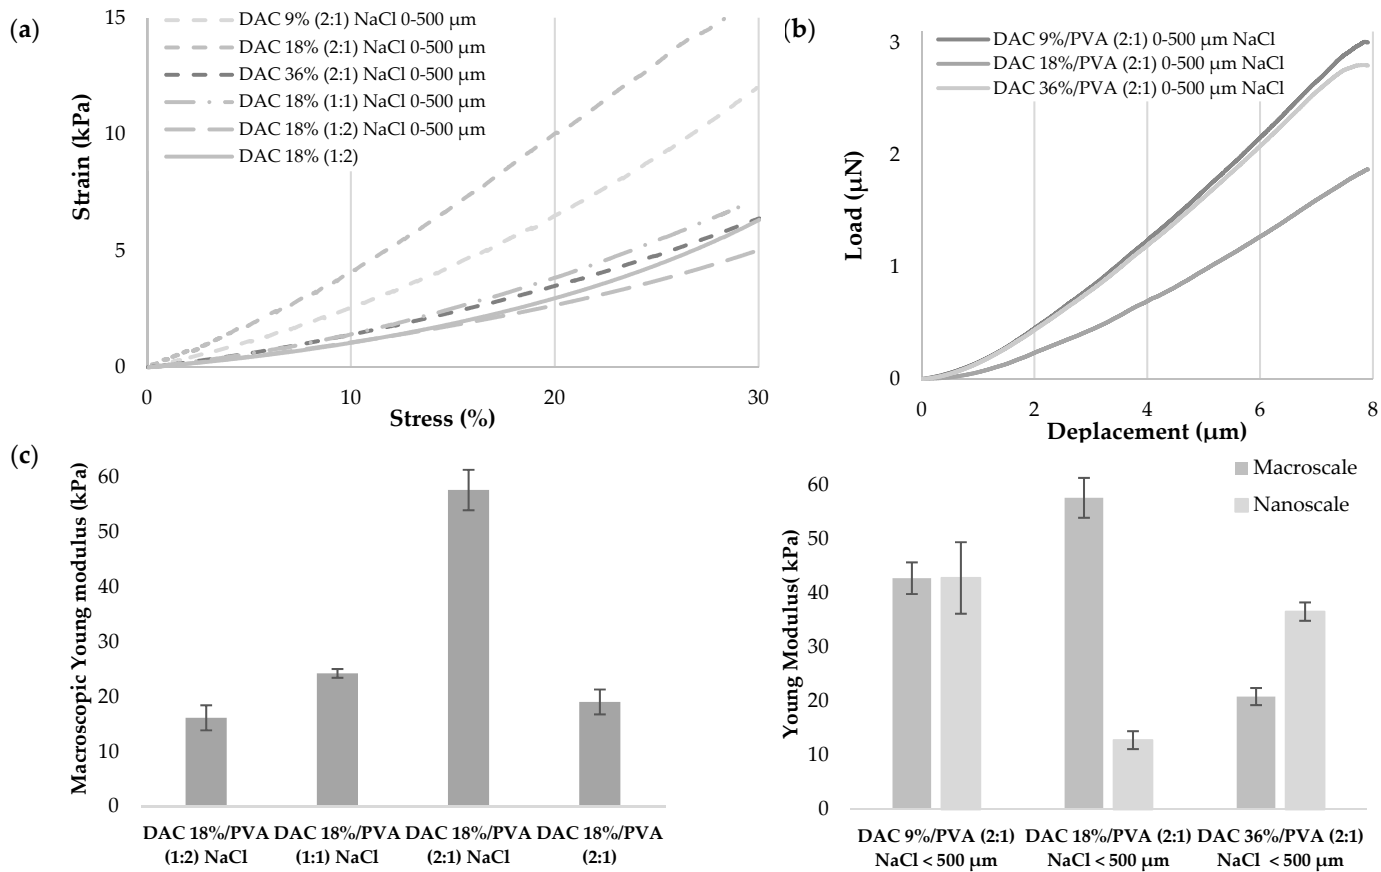 (a)
15
10
5
0
Strain (kPa)
DAC 9% (2:1) NaCl 0-500 µm
DAC 18% (2:1) NaCl 0-500 µm
DAC 36% (2:1) NaCl 0-500 µm
DAC 18% (1:1) NaCl 0-500 µm
DAC 18% (1:2) NaCl 0-500 µm
DAC 18% (1:2)
0
10
20
30
Stress (%)
(b)
3
2
1
0
Load (µN)
DAC 9%/PVA (2:1) 0-500 µm NaCl
DAC 18%/PVA (2:1) 0-500 µm NaCl
DAC 36%/PVA (2:1) 0-500 µm NaCl
0
2
4
6
8
Deplacement (µm)
(c)
Macroscopic Young modulus (kPa)
60
50
40
30
20
10
0
DAC 18%/PVA
(1:2) NaCl
DAC 18%/PVA
(1:1) NaCl
DAC 18%/PVA
(2:1) NaCl
DAC 18%/PVA
(2:1)
Young Modulus( kPa)
60
50
40
30
20
10
0
Macroscale
Nanoscale
DAC 9%/PVA (2:1)
NaCl < 500 µm
DAC 18%/PVA (2:1)
NaCl < 500 µm
DAC 36%/PVA (2:1)
NaCl < 500 µm